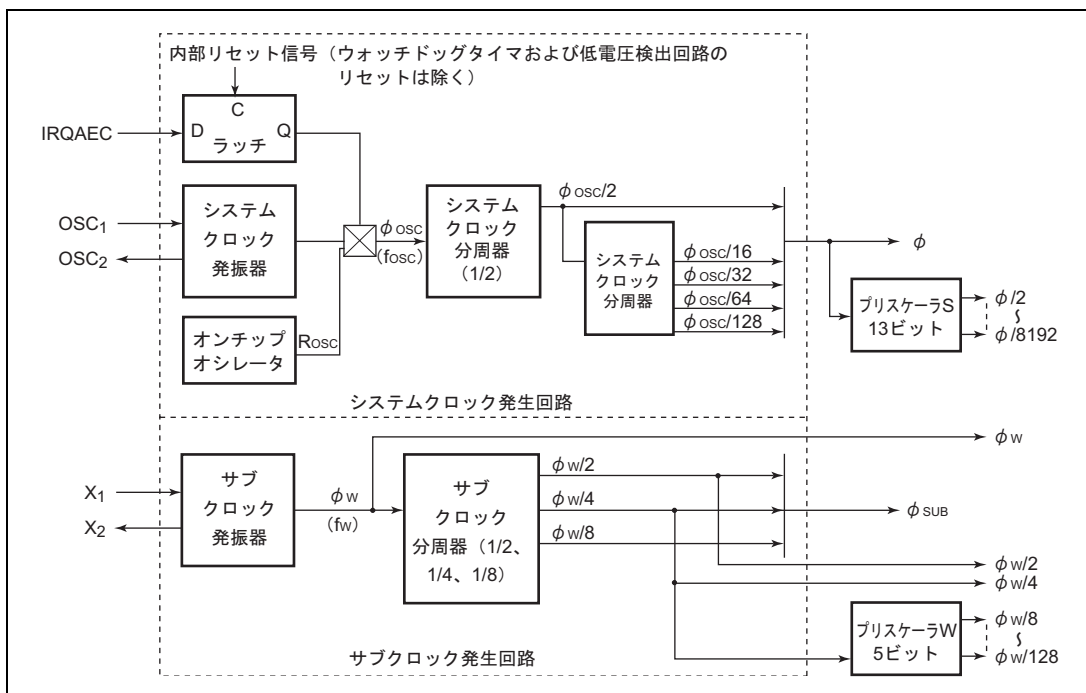 内部リセット信号（ウォッチドッグタイマおよび低電圧検出回路の
リセットは除く）
IRQAEC
C
D
Q
ラッチ
OSC1
OSC2
システム
クロック
発振器
φosc
(fosc)
システム
クロック
分周器
(1/2)
φosc/2
システム
クロック
分周器
φosc/16
φosc/32
φosc/64
φosc/128
φ
プリスケーラS
13ビット
φ/2
～
φ/8192
オンチップ
オシレータ
Rosc
システムクロック発生回路
X1
X2
サブ
クロック
発振器
φw
(fw)
サブ
クロック
分周器（1/2、
1/4、1/8）
φw/2
φw/4
φw/8
φw
φSUB
φw/2
φw/4
プリスケーラW
5ビット
φw/8
～
φw/128
サブクロック発生回路